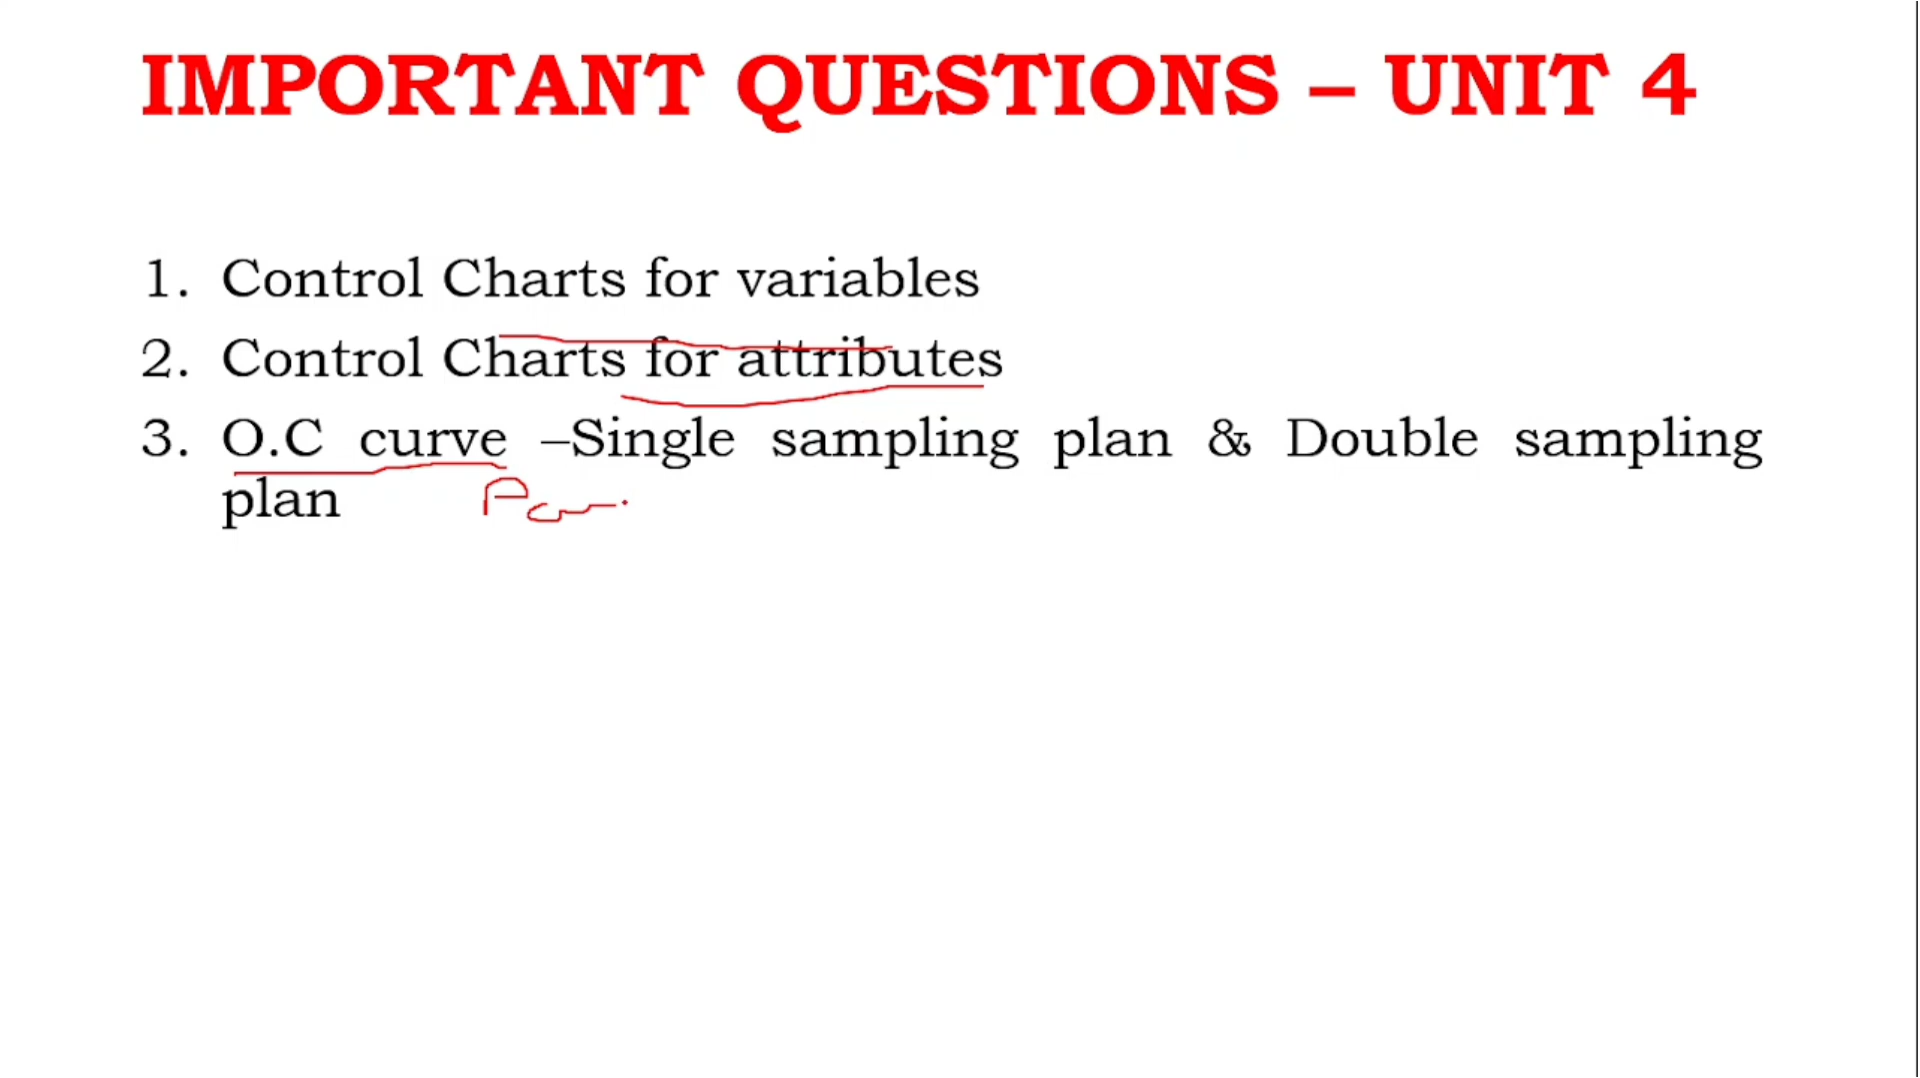 IMPORTANT QUESTIONS – UNIT 4
1. Control Charts for variables
2. Control Charts for attributes
3. O.C curve –Single sampling plan & Double sampling
plan